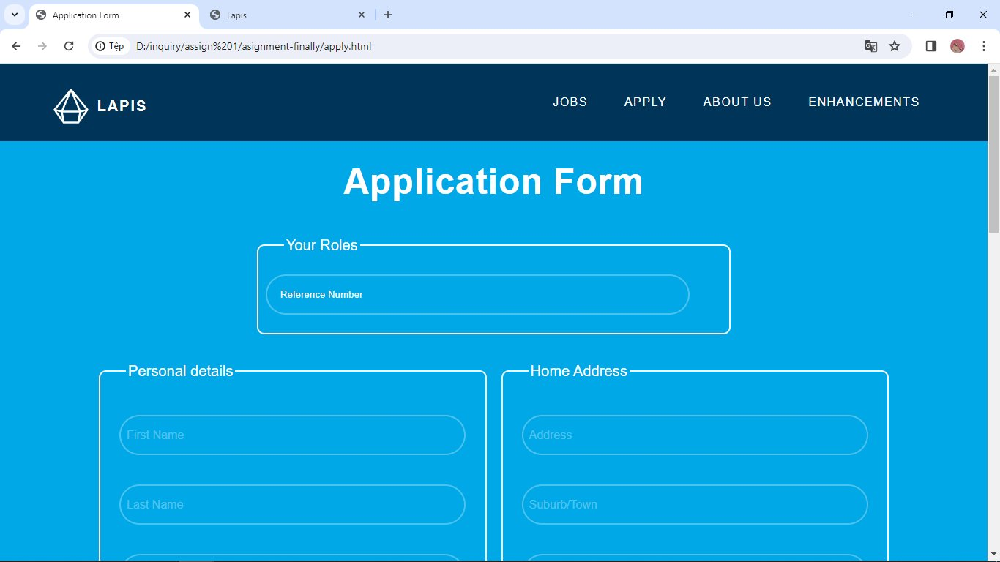 Application Form
Lapis
Tệp
D:/inquiry/assign%201/asignment-finally/apply.html
LAPIS
JOBS
APPLY
ABOUT US
ENHANCEMENTS
Application Form
Your Roles
Reference Number
Personal details
Home Address
First Name
Address
Last Name
Suburb/Town